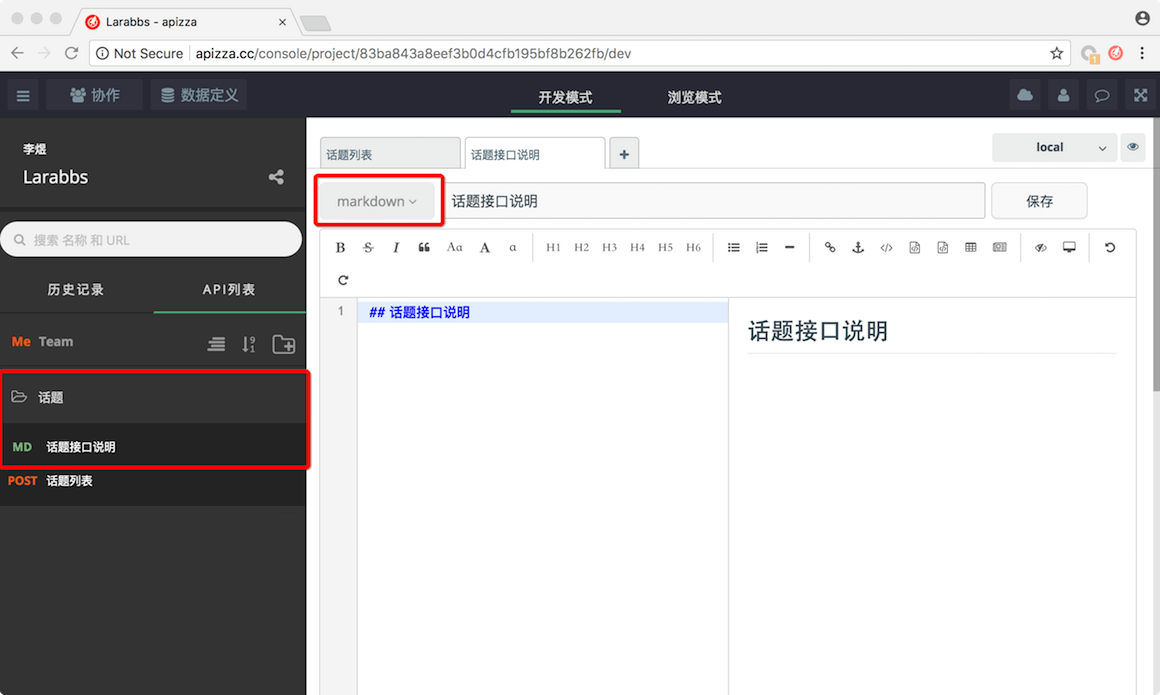 Larabbs - apizza
Not Secure apizza.cc/console/project/83ba843a8eef3b0d4cfb195bf8b262fb/dev
协作 数据定义 开发模式 浏览模式
李煜
Larabbs
搜索 名称 和 URL
历史记录 API列表
Me Team
话题
MD 话题接口说明
POST 话题列表
话题列表 话题接口说明 + local
markdown 话题接口说明 保存
B S I Aa A a H1 H2 H3 H4 H5 H6
1 ## 话题接口说明
话题接口说明